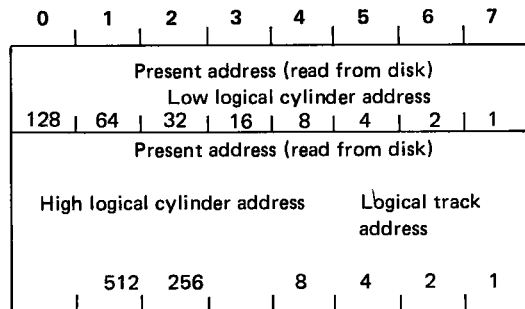 0 1 2 3 4 5 6 7
Present address (read from disk)
Low logical cylinder address
128 64 32 16 8 4 2 1
Present address (read from disk)
High logical cylinder address Logical track
address
512 256 8 4 2 1